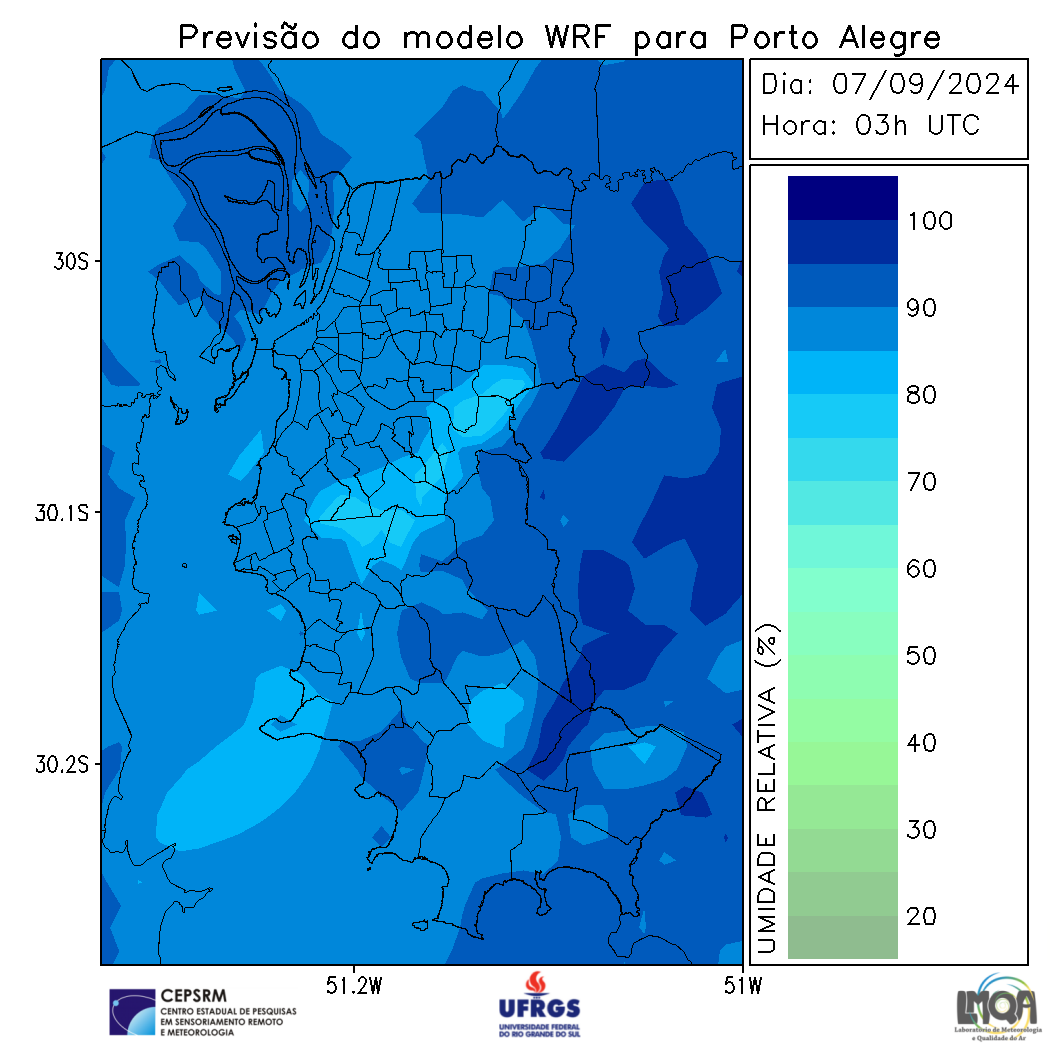 Previsão do modelo WRF para Porto Alegre
Dia: 07/09/2024
Hora: 03h UTC
30S
30.1S
30.2S
51.2W
51W
100
90
80
70
60
50
40
30
20
UMIDADE RELATIVA (%)
CEPSRM
CENTRO ESTADUAL DE PESQUISAS
EM SENSORIAMENTO REMOTO
E METEOROLOGIA
UFRGS
UNIVERSIDADE FEDERAL
DO RIO GRANDE DO SUL
LMQA
Laboratório de Meteorologia
e Qualidade do Ar